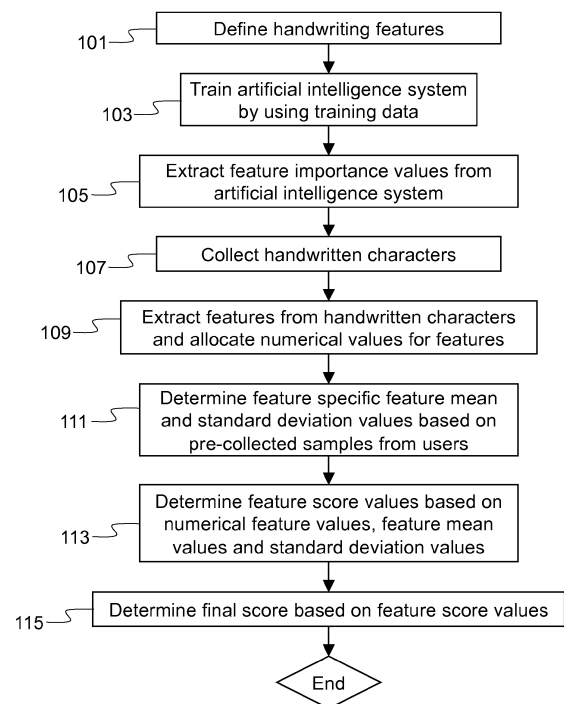 101
Define handwriting features
103
Train artificial intelligence system
by using training data
105
Extract feature importance values from
artificial intelligence system
107
Collect handwritten characters
109
Extract features from handwritten characters
and allocate numerical values for features
111
Determine feature specific feature mean
and standard deviation values based on
pre-collected samples from users
113
Determine feature score values based on
numerical feature values, feature mean
values and standard deviation values
115
Determine final score based on feature score values
End